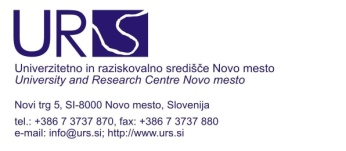 URS
Univerzitetno in raziskovalno središče Novo mesto
University and Research Centre Novo mesto
Novi trg 5, SI-8000 Novo mesto, Slovenija
tel.: +386 7 3737 870, fax: +386 7 3737 880
e-mail: info@urs.si; http://www.urs.si